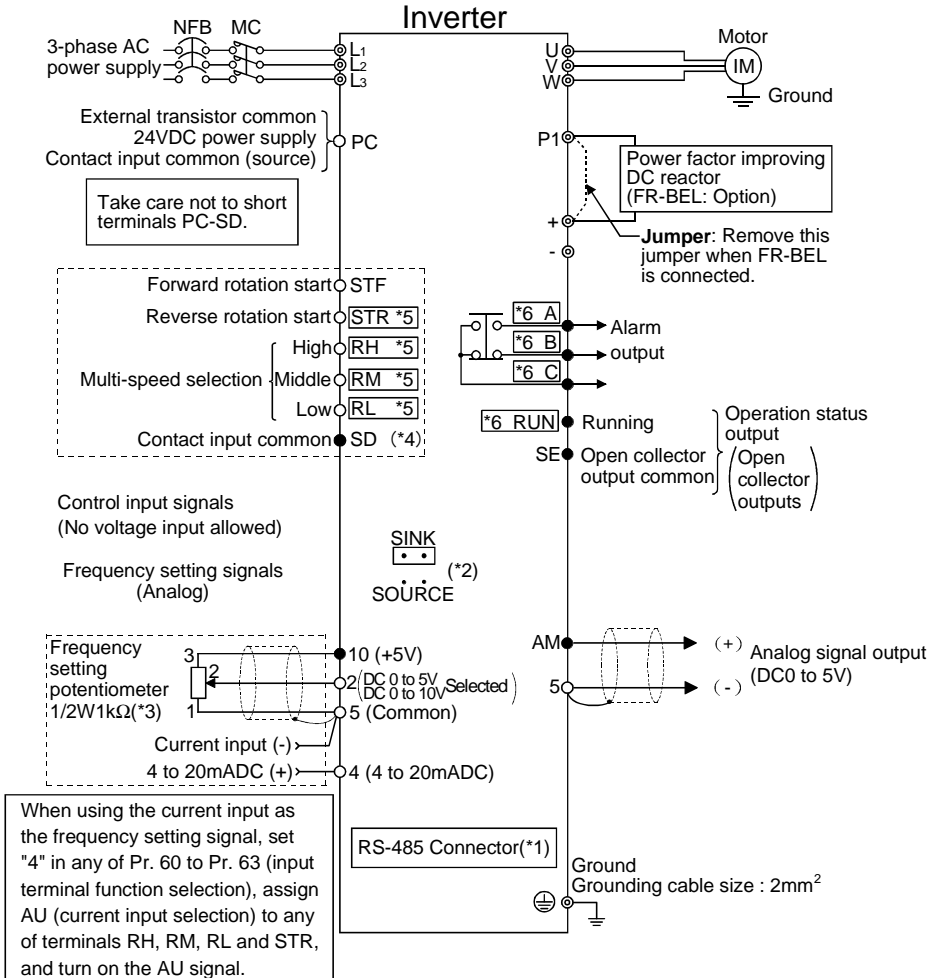 Inverter
NFB MC
3-phase AC
power supply
L1
L2
L3
U
V
W
Motor
IM
Ground
External transistor common
24VDC power supply
Contact input common (source)
PC
Take care not to short
terminals PC-SD.
P1
Power factor improving
DC reactor
(FR-BEL: Option)
+
-
Jumper: Remove this
jumper when FR-BEL
is connected.
Forward rotation start STF
Reverse rotation start STR *5
High RH *5
Multi-speed selection Middle RM *5
Low RL *5
Contact input common SD (*4)
*6 A
*6 B
*6 C
Alarm
output
*6 RUN Running
SE Open collector
output common
Operation status
output
(Open
collector
outputs)
Control input signals
(No voltage input allowed)
Frequency setting signals
(Analog)
SINK
(*2)
SOURCE
Frequency
setting
potentiometer
1/2W1kΩ(*3)
3
2
1
10 (+5V)
2 (DC 0 to 5V
DC 0 to 10V Selected)
5 (Common)
Current input (-)
4 to 20mADC (+)
4 (4 to 20mADC)
AM
5
(+)
(-)
Analog signal output
(DC0 to 5V)
When using the current input as
the frequency setting signal, set
"4" in any of Pr. 60 to Pr. 63 (input
terminal function selection), assign
AU (current input selection) to any
of terminals RH, RM, RL and STR,
and turn on the AU signal.
RS-485 Connector(*1)
Ground
Grounding cable size : 2mm²